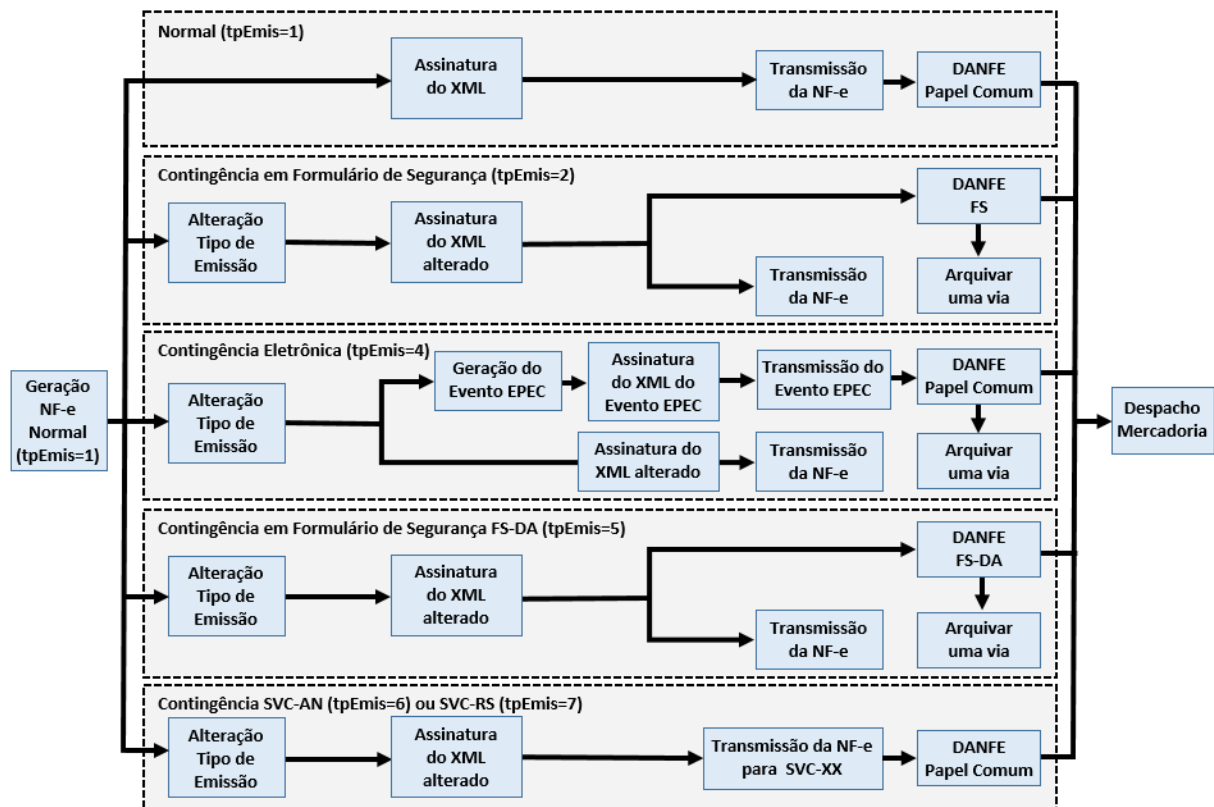 Geração
NF-e
Normal
(tpEmis=1)
Normal (tpEmis=1)
Assinatura
do XML
Transmissão
da NF-e
DANFE
Papel Comum
Contingência em Formulário de Segurança (tpEmis=2)
Alteração
Tipo de
Emissão
Assinatura
do XML
alterado
DANFE
FS
Transmissão
da NF-e
Arquivar
uma via
Contingência Eletrônica (tpEmis=4)
Alteração
Tipo de
Emissão
Geração do
Evento EPEC
Assinatura
do XML do
Evento EPEC
Transmissão do
Evento EPEC
DANFE
Papel Comum
Assinatura do
XML alterado
Transmissão
da NF-e
Arquivar
uma via
Contingência em Formulário de Segurança FS-DA (tpEmis=5)
Alteração
Tipo de
Emissão
Assinatura
do XML
alterado
DANFE
FS-DA
Transmissão
da NF-e
Arquivar
uma via
Contingência SVC-AN (tpEmis=6) ou SVC-RS (tpEmis=7)
Alteração
Tipo de
Emissão
Assinatura
do XML
alterado
Transmissão da NF-e
para SVC-XX
DANFE
Papel Comum
Despacho
Mercadoria